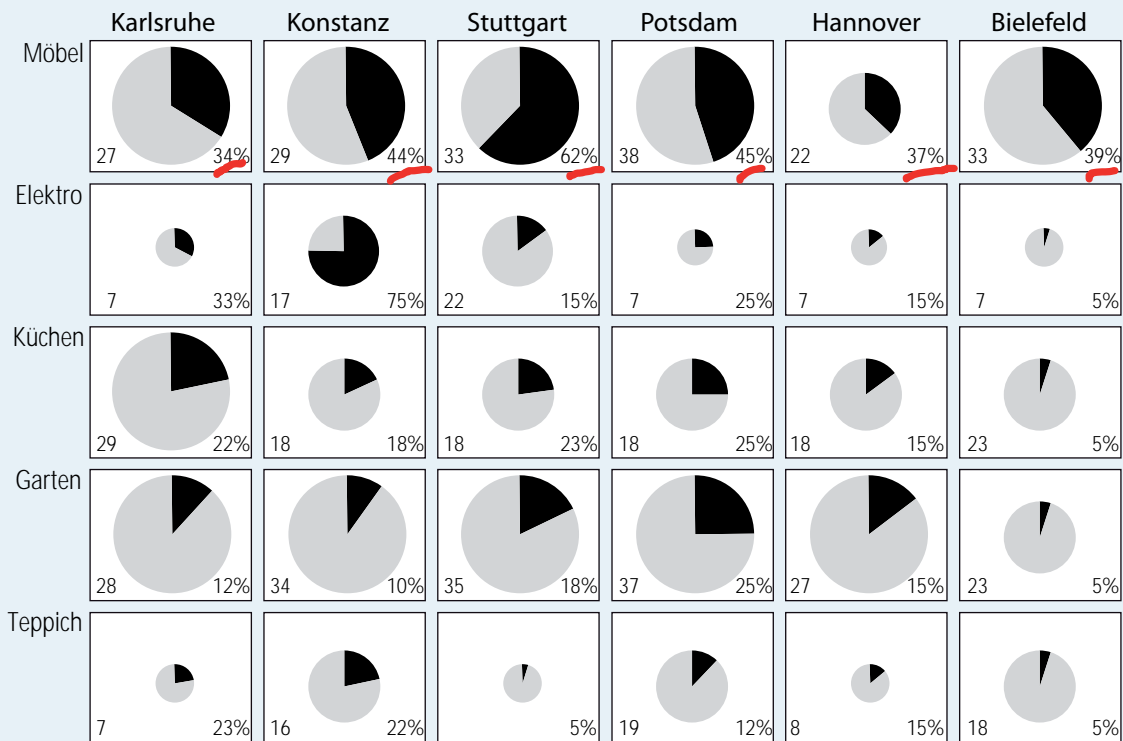 Karlsruhe Konstanz Stuttgart Potsdam Hannover Bielefeld
Möbel
27 34% 29 44% 33 62% 38 45% 22 37% 33 39%
Elektro
7 33% 17 75% 22 15% 7 25% 7 15% 7 5%
Küchen
29 22% 18 18% 18 23% 18 25% 18 15% 23 5%
Garten
28 12% 34 10% 35 18% 37 25% 27 15% 23 5%
Teppich
7 23% 16 22% 5% 19 12% 8 15% 18 5%